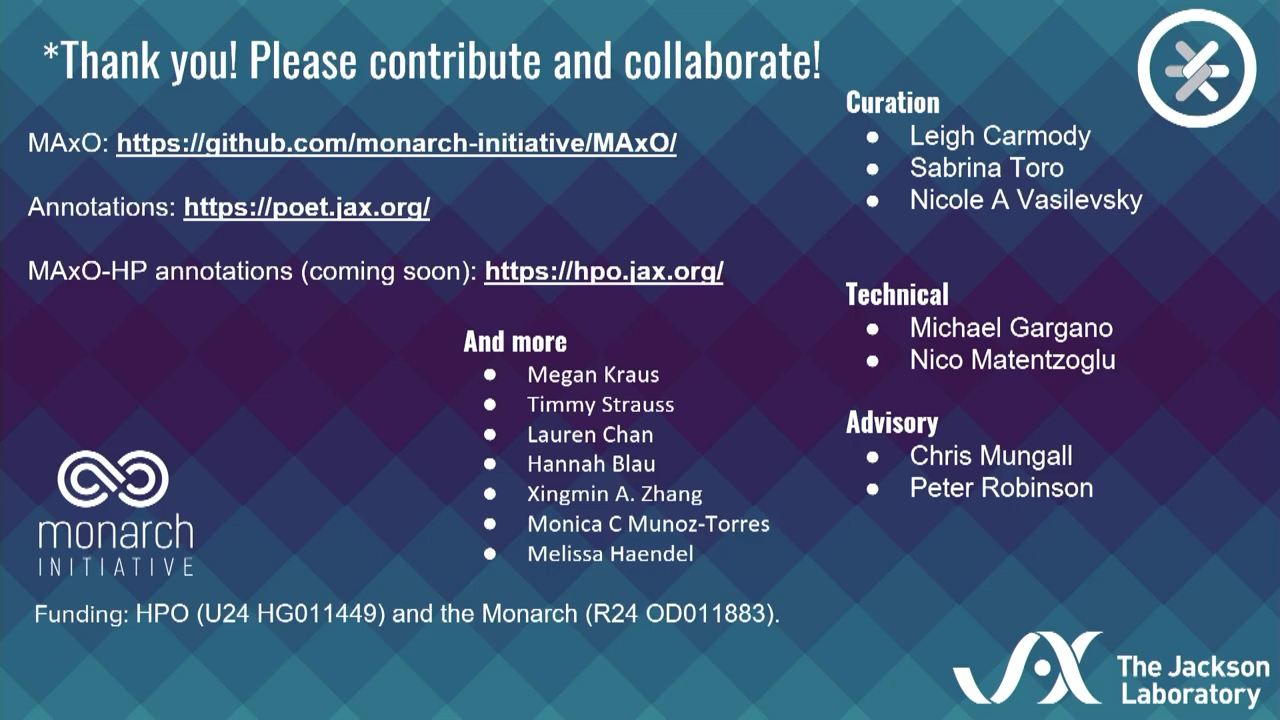 *Thank you! Please contribute and collaborate!
MAxO: https://github.com/monarch-initiative/MAxO/
Annotations: https://poet.jax.org/
MAxO-HP annotations (coming soon): https://hpo.jax.org/
And more
● Megan Kraus
● Timmy Strauss
● Lauren Chan
● Hannah Blau
● Xingmin A. Zhang
● Monica C Munoz-Torres
● Melissa Haendel
Curation
● Leigh Carmody
● Sabrina Toro
● Nicole A Vasilevsky
Technical
● Michael Gargano
● Nico Matentzoglu
Advisory
● Chris Mungall
● Peter Robinson
monarch
INITIATIVE
Funding: HPO (U24 HG011449) and the Monarch (R24 OD011883).
JAX
The Jackson
Laboratory